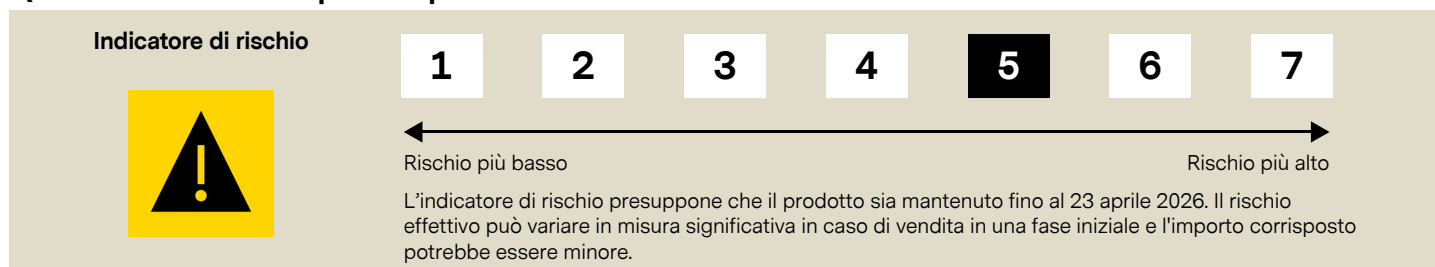 Indicatore di rischio
1 2 3 4 5 6 7
Rischio più basso Rischio più alto
L'indicatore di rischio presuppone che il prodotto sia mantenuto fino al 23 aprile 2026. Il rischio
effettivo può variare in misura significativa in caso di vendita in una fase iniziale e l'importo corrisposto
potrebbe essere minore.